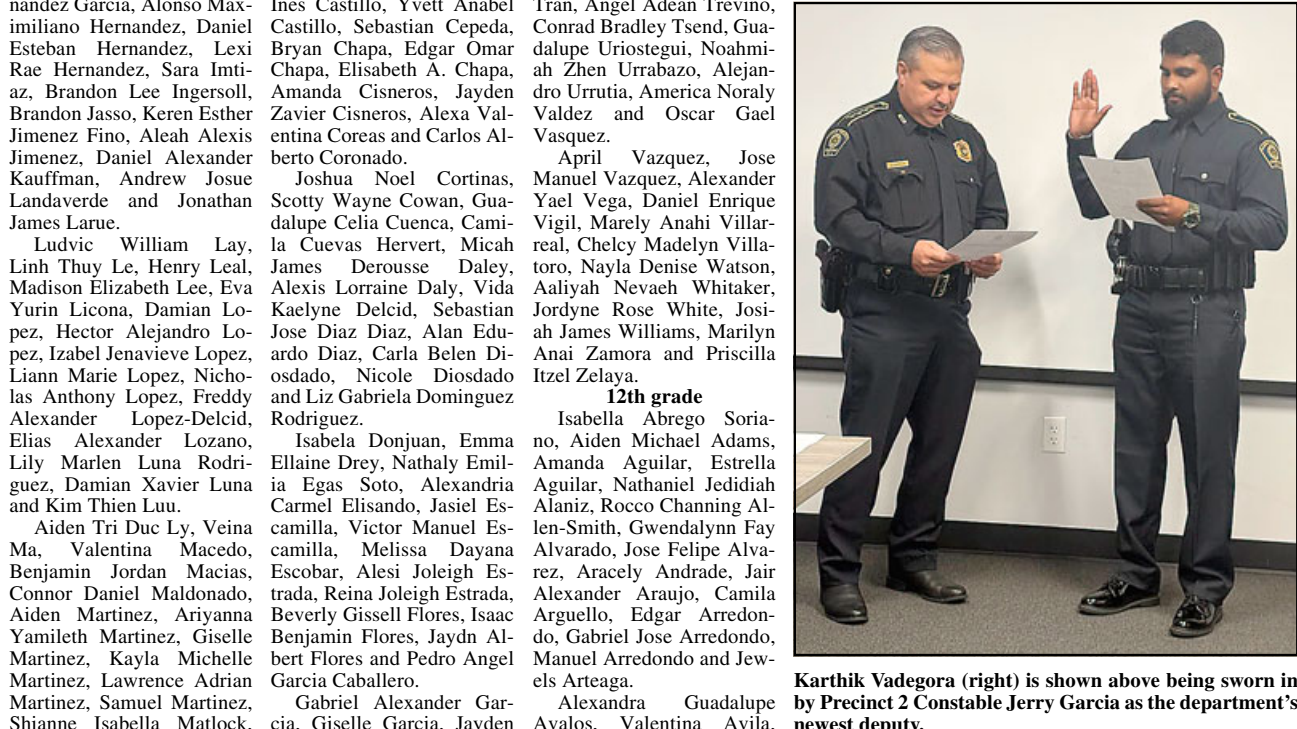 nandez Garcia, Alonso Max-
imiliano Hernandez, Daniel
Esteban Hernandez, Lexi
Rae Hernandez, Sara Imti-
az, Brandon Lee Ingersoll,
Brandon Jasso, Keren Esther
Jimenez Fino, Aleah Alexis
Jimenez, Daniel Alexander
Kauffman, Andrew Josue
Landaverde and Jonathan
James Larue.
Ludvic William Lay,
Linh Thuy Le, Henry Leal,
Madison Elizabeth Lee, Eva
Yurin Licona, Damian Lo-
pez, Hector Alejandro Lo-
pez, Izabel Jenavieve Lopez,
Liann Marie Lopez, Nicho-
las Anthony Lopez, Freddy
Alexander Lopez-Delcid,
Elias Alexander Lozano,
Lily Marlen Luna Rodri-
guez, Damian Xavier Luna
and Kim Thien Luu.
Aiden Tri Duc Ly, Veina
Ma, Valentina Macedo,
Benjamin Jordan Macias,
Connor Daniel Maldonado,
Aiden Martinez, Ariyanna
Yamileth Martinez, Giselle
Martinez, Kayla Michelle
Martinez, Lawrence Adrian
Martinez, Samuel Martinez,
Shianne Isabella Matlock,
Ines Castillo, Yvett Anabel
Castillo, Sebastian Cepeda,
Bryan Chapa, Edgar Omar
Chapa, Elisabeth A. Chapa,
Amanda Cisneros, Jayden
Zavier Cisneros, Alexa Val-
entina Coreas and Carlos Al-
berto Coronado.
Joshua Noel Cortinas,
Scotty Wayne Cowan, Gua-
dalupe Celia Cuenca, Cami-
la Cuevas Hervert, Micah
James Derousse Daley,
Alexis Lorraine Daly, Vida
Kaelyne Delcid, Sebastian
Jose Diaz Diaz, Alan Edu-
ardo Diaz, Carla Belen Di-
osdado, Nicole Diosdado
and Liz Gabriela Dominguez
Rodriguez.
Isabela Donjuan, Emma
Ellaine Drey, Nathaly Emil-
ia Egas Soto, Alexandria
Carmel Elisando, Jasiel Es-
camilla, Victor Manuel Es-
camilla, Melissa Dayana
Escobar, Alesi Joleigh Es-
trada, Reina Joleigh Estrada,
Beverly Gissell Flores, Isaac
Benjamin Flores, Jaydn Al-
bert Flores and Pedro Angel
Garcia Caballero.
Gabriel Alexander Gar-
cia, Giselle Garcia, Jayden
Tran, Angel Adean Trevino,
Conrad Bradley Tsend, Gua-
dalupe Uriostegui, Noahmi-
ah Zhen Urrabazo, Alejan-
dro Urrutia, America Noraly
Valdez and Oscar Gael
Vasquez.
April Vazquez, Jose
Manuel Vazquez, Alexander
Yael Vega, Daniel Enrique
Vigil, Marely Anahi Villar-
real, Chelcy Madelyn Villa-
toro, Nayla Denise Watson,
Aaliyah Nevaeh Whitaker,
Jordyne Rose White, Josi-
ah James Williams, Marilyn
Anai Zamora and Priscilla
Itzel Zelaya.
12th grade
Isabella Abrego Soria-
no, Aiden Michael Adams,
Amanda Aguilar, Estrella
Aguilar, Nathaniel Jedidiah
Alaniz, Rocco Channing Al-
len-Smith, Gwendalynn Fay
Alvarado, Jose Felipe Alva-
rez, Aracely Andrade, Jair
Alexander Araujo, Camila
Arguello, Edgar Arredon-
do, Gabriel Jose Arredondo,
Manuel Arredondo and Jew-
els Arteaga.
Alexandra Guadalupe
Avalos, Valentina Avila,
Karthik Vadegora (right) is shown above being sworn in
by Precinct 2 Constable Jerry Garcia as the department's
newest deputy.